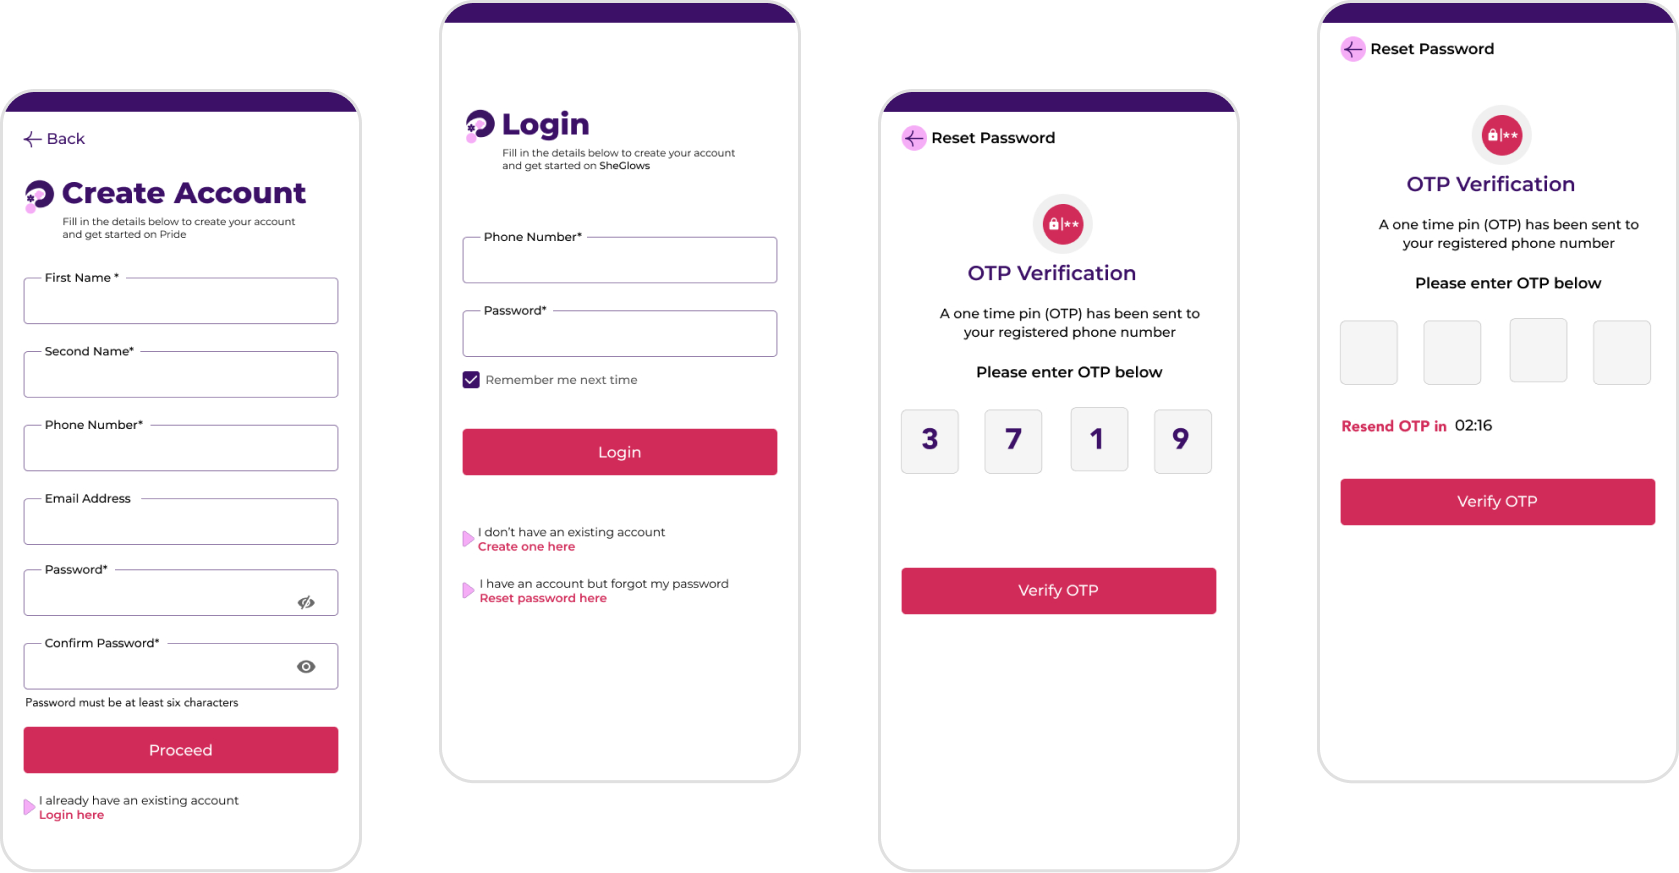 Back
Create Account
Fill in the details below to create your account
and get started on Pride
First Name *
Second Name*
Phone Number*
Email Address
Password*
Confirm Password*
Password must be at least six characters
Proceed
I already have an existing account
Login here
Login
Fill in the details below to create your account
and get started on SheGlows
Phone Number*
Password*
Remember me next time
Login
I don't have an existing account
Create one here
I have an account but forgot my password
Reset password here
Reset Password
**
OTP Verification
A one time pin (OTP) has been sent to
your registered phone number
Please enter OTP below
3 7 1 9
Verify OTP
Reset Password
**
OTP Verification
A one time pin (OTP) has been sent to
your registered phone number
Please enter OTP below
Resend OTP in 02:16
Verify OTP